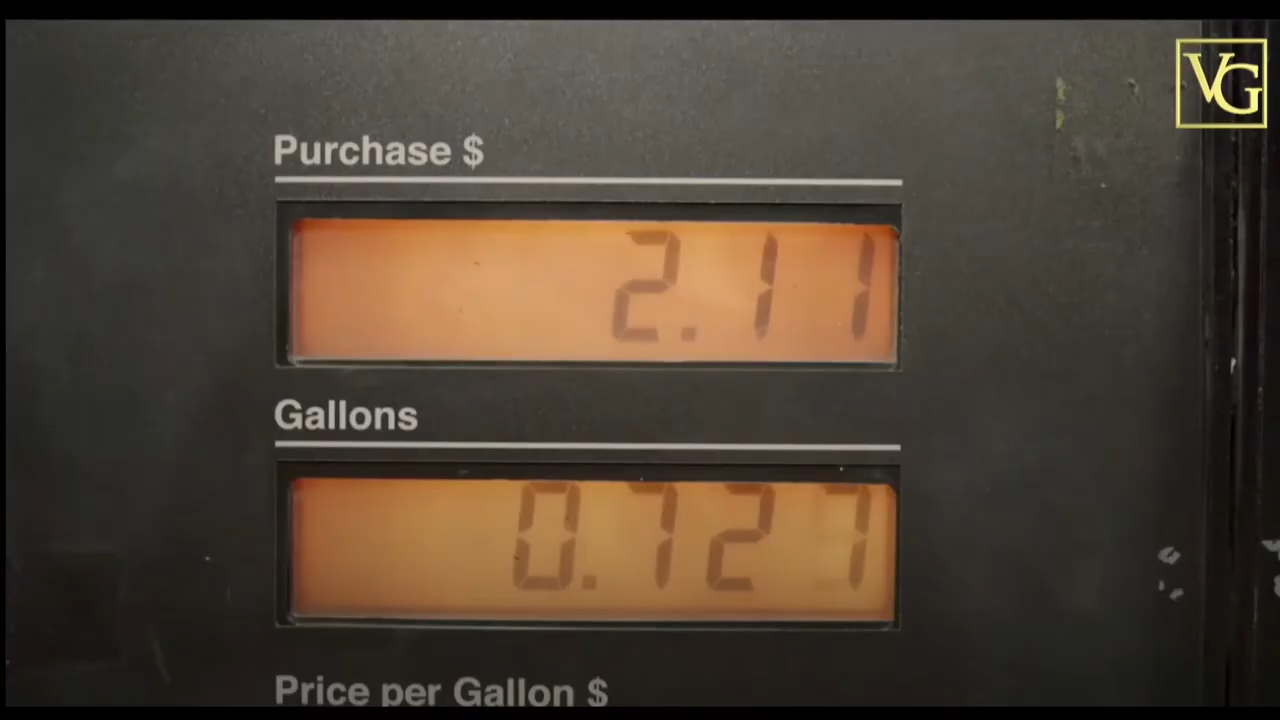 VG
Purchase $
2.11
Gallons
0.727
Price per Gallon $